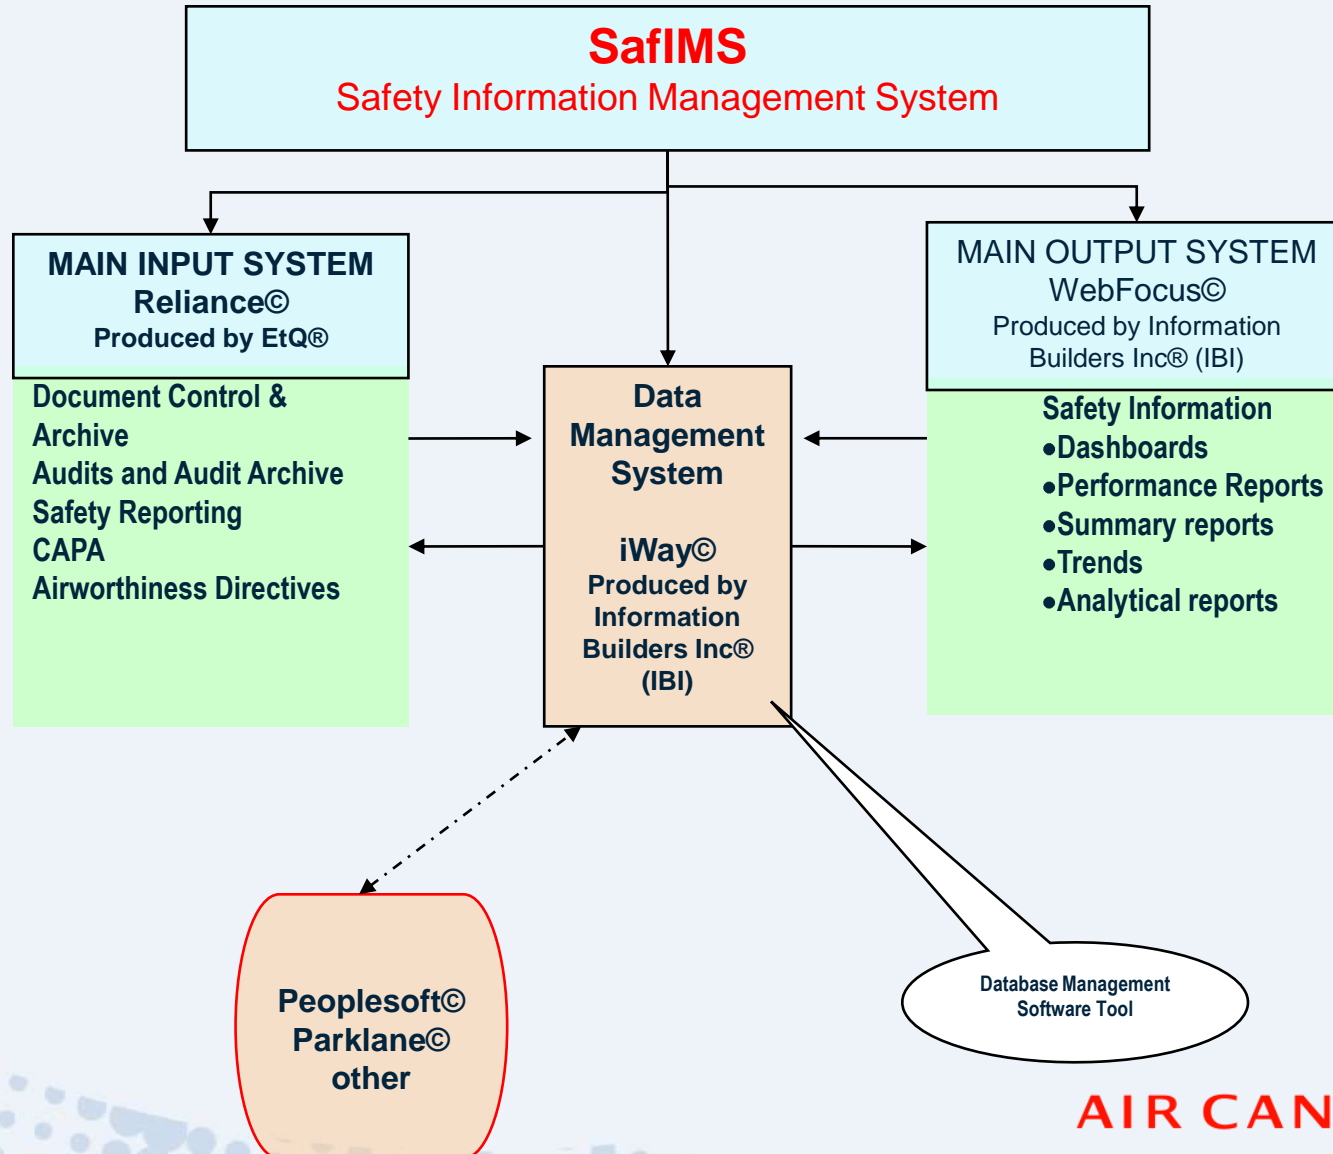 SafIMS
Safety Information Management System
MAIN INPUT SYSTEM
Reliance©
Produced by EtQ®
Document Control &
Archive
Audits and Audit Archive
Safety Reporting
CAPA
Airworthiness Directives
Data
Management
System
iWay©
Produced by
Information
Builders Inc®
(IBI)
MAIN OUTPUT SYSTEM
WebFocus©
Produced by Information
Builders Inc® (IBI)
Safety Information
●Dashboards
●Performance Reports
●Summary reports
●Trends
●Analytical reports
Peoplesoft©
Parklane©
other
Database Management
Software Tool
AIR CAN